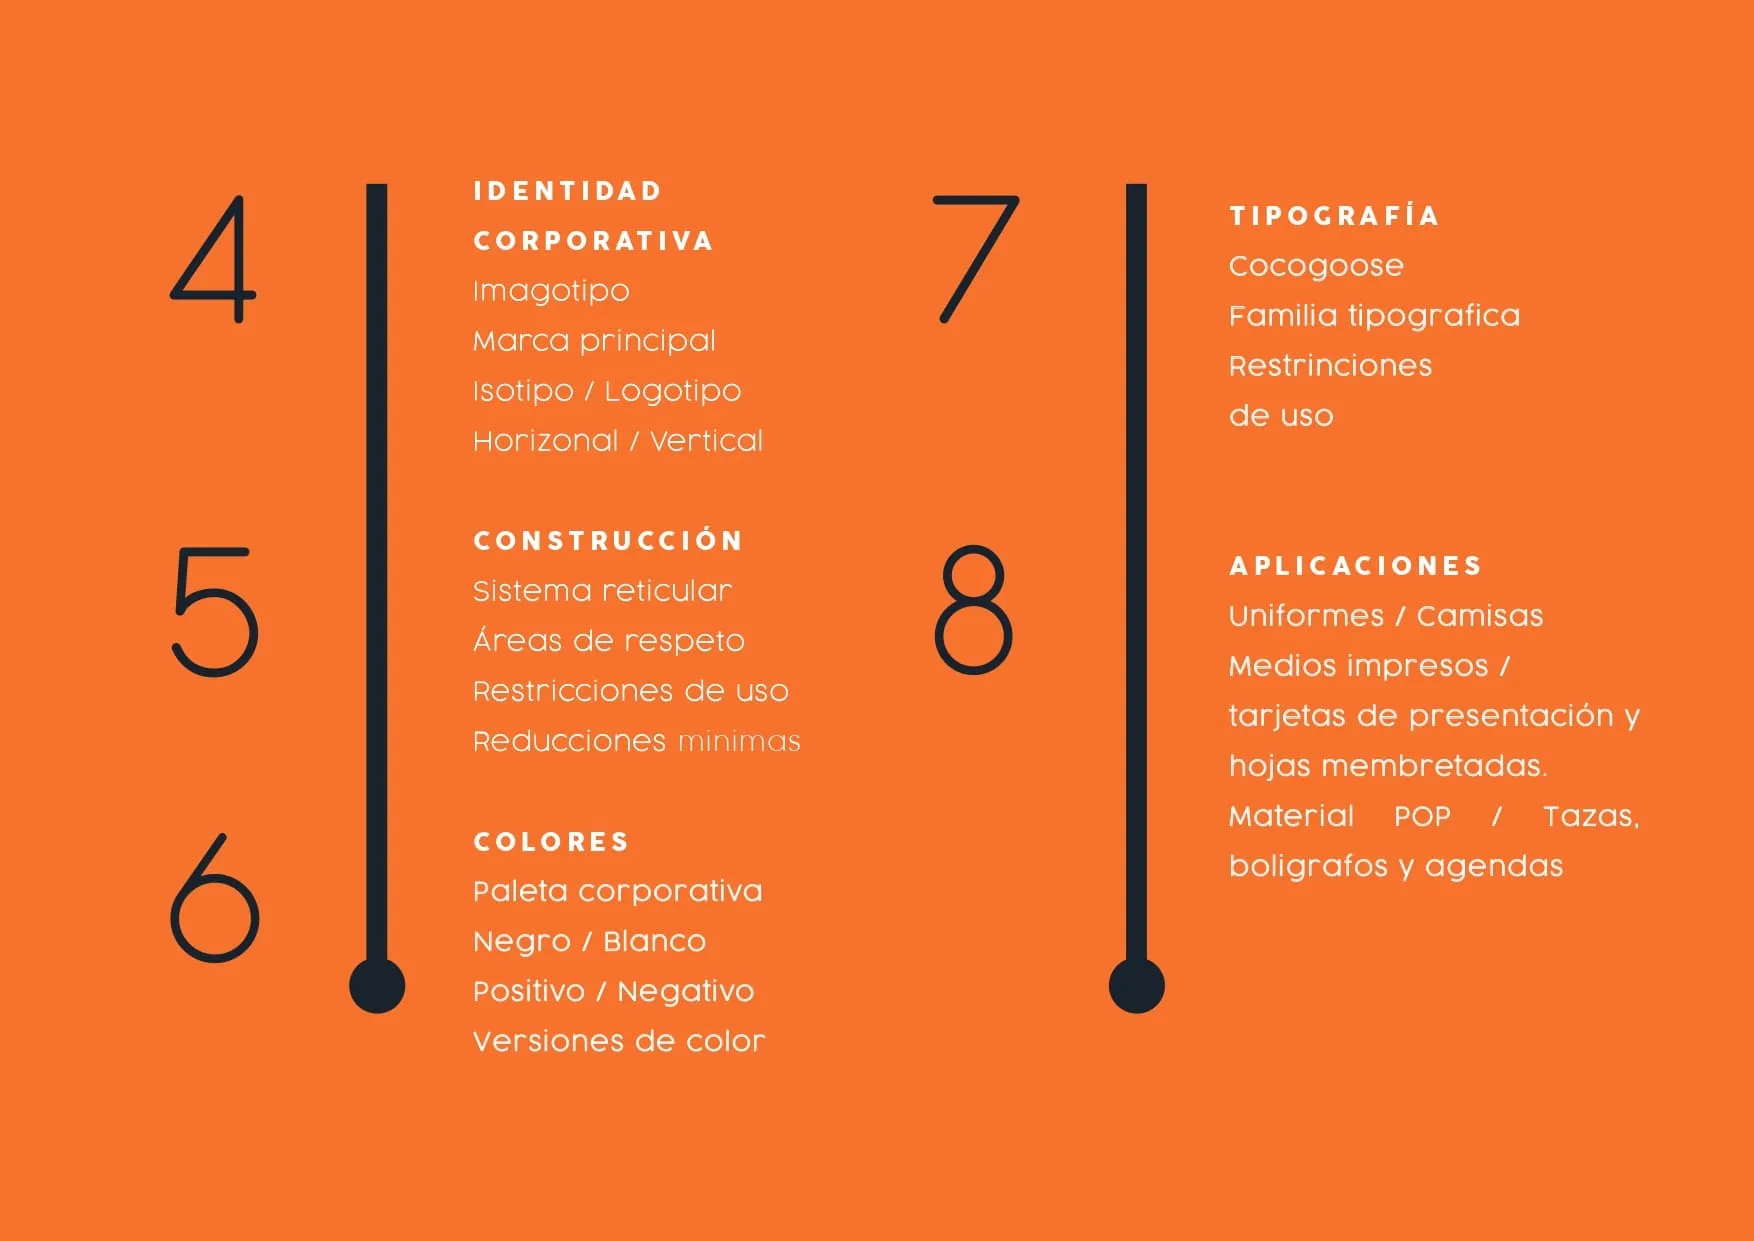 4
IDENTIDAD
CORPORATIVA
Imagotipo
Marca principal
Isotipo / Logotipo
Horizonal / Vertical
5
CONSTRUCCIÓN
Sistema reticular
Áreas de respeto
Restricciones de uso
Reducciones minimas
6
COLORES
Paleta corporativa
Negro / Blanco
Positivo / Negativo
Versiones de color
7
TIPOGRAFÍA
Cocogoose
Familia tipografica
Restrinciones
de uso
8
APLICACIONES
Uniformes / Camisas
Medios impresos /
tarjetas de presentación y
hojas membretadas.
Material POP / Tazas,
boligrafos y agendas